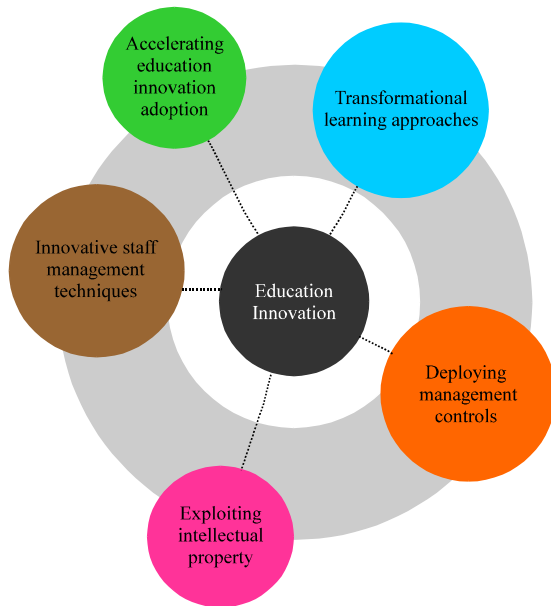 Accelerating
education
innovation
adoption
Transformational
learning approaches
Innovative staff
management
techniques
Education
Innovation
Deploying
management
controls
Exploiting
intellectual
property